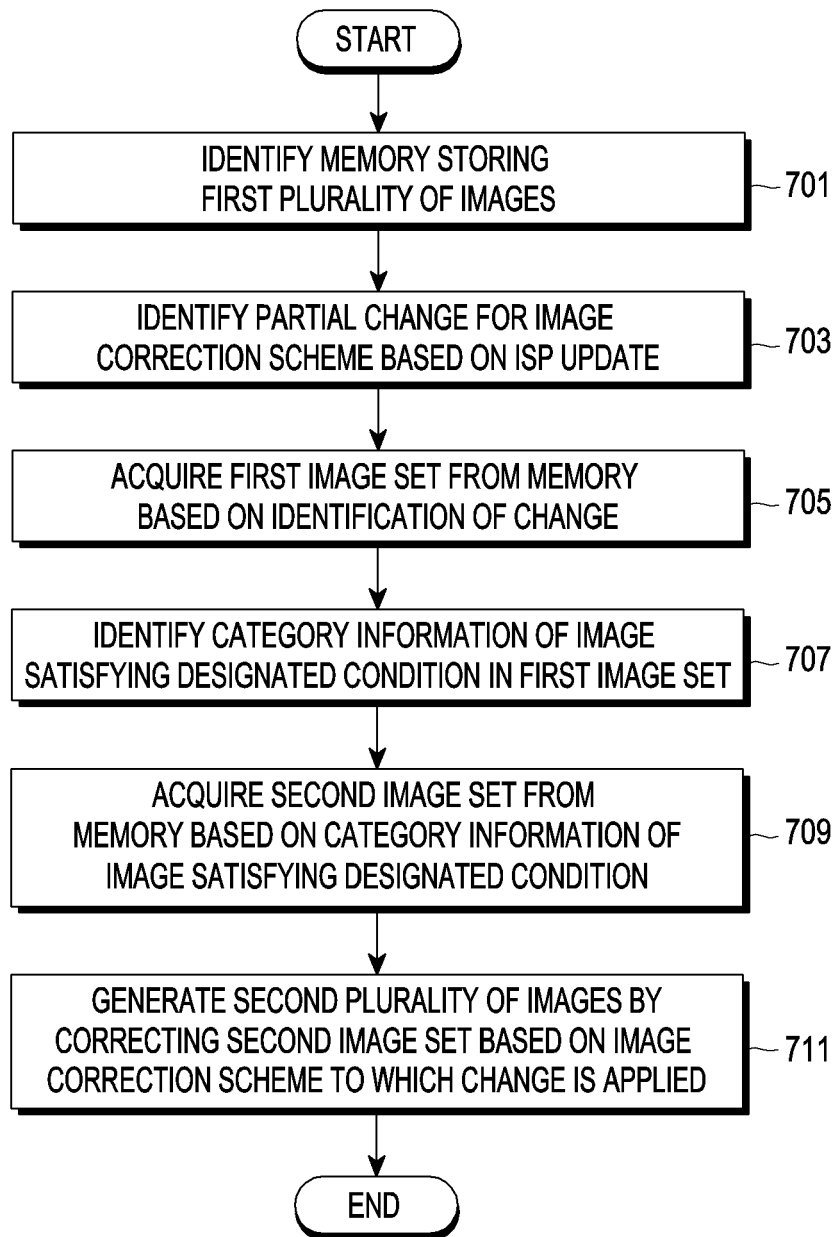 START
IDENTIFY MEMORY STORING
FIRST PLURALITY OF IMAGES
701
IDENTIFY PARTIAL CHANGE FOR IMAGE
CORRECTION SCHEME BASED ON ISP UPDATE
703
ACQUIRE FIRST IMAGE SET FROM MEMORY
BASED ON IDENTIFICATION OF CHANGE
705
IDENTIFY CATEGORY INFORMATION OF IMAGE
SATISFYING DESIGNATED CONDITION IN FIRST IMAGE SET
707
ACQUIRE SECOND IMAGE SET FROM
MEMORY BASED ON CATEGORY INFORMATION OF
IMAGE SATISFYING DESIGNATED CONDITION
709
GENERATE SECOND PLURALITY OF IMAGES BY
CORRECTING SECOND IMAGE SET BASED ON IMAGE
CORRECTION SCHEME TO WHICH CHANGE IS APPLIED
711
END